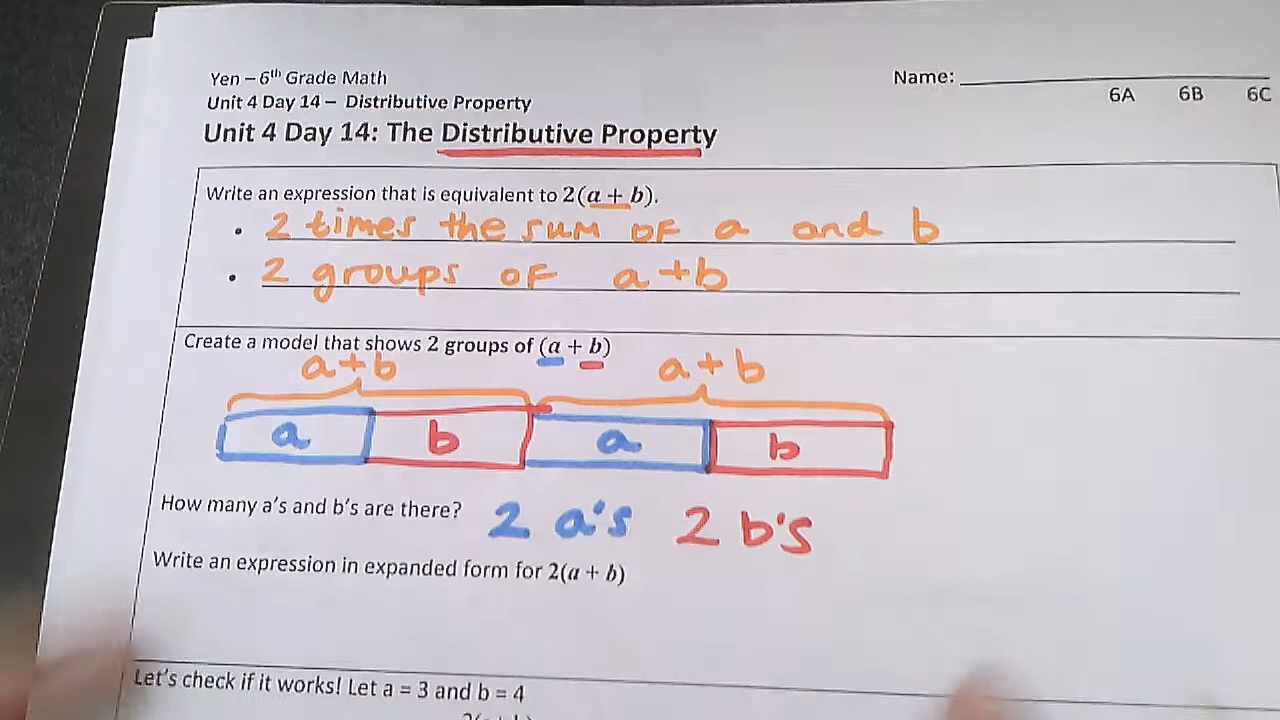 Yen – 6th Grade Math
Name:
Unit 4 Day 14 – Distributive Property
6A 6B 6C
Unit 4 Day 14: The Distributive Property
Write an expression that is equivalent to 2(a + b).
• 2 times the sum of a and b
• 2 groups of a+b
Create a model that shows 2 groups of (a + b)
a+b a+b
a b a b
How many a's and b's are there? 2 a's 2 b's
Write an expression in expanded form for 2(a + b)
Let's check if it works! Let a = 3 and b = 4